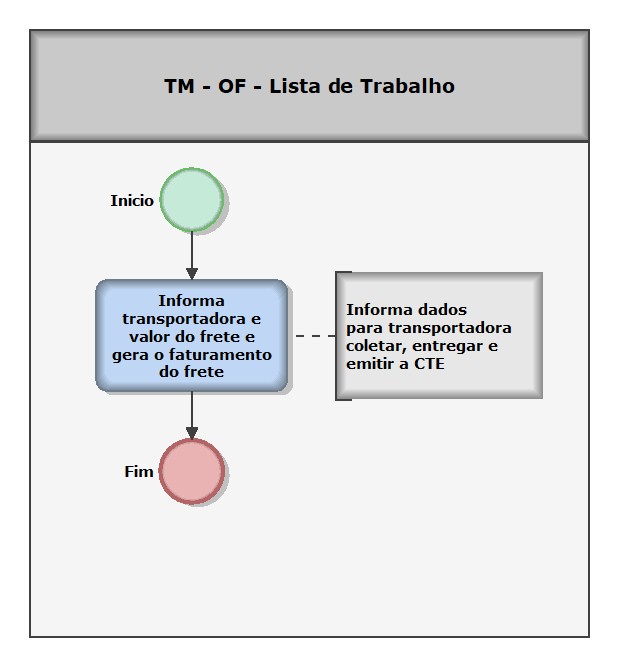 TM - OF - Lista de Trabalho
Inicio
Informa
transportadora e
valor do frete e
gera o faturamento
do frete
Informa dados
para transportadora
coletar, entregar e
emitir a CTE
Fim